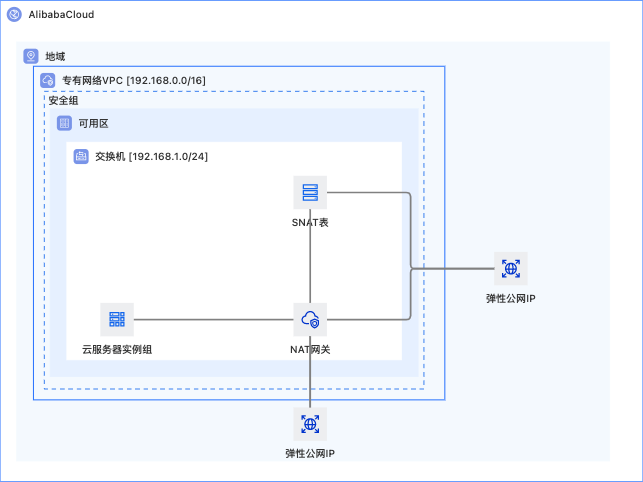 AlibabaCloud
地域
专有网络VPC [192.168.0.0/16]
安全组
可用区
交换机 [192.168.1.0/24]
SNAT表
弹性公网IP
云服务器实例组
NAT网关
弹性公网IP